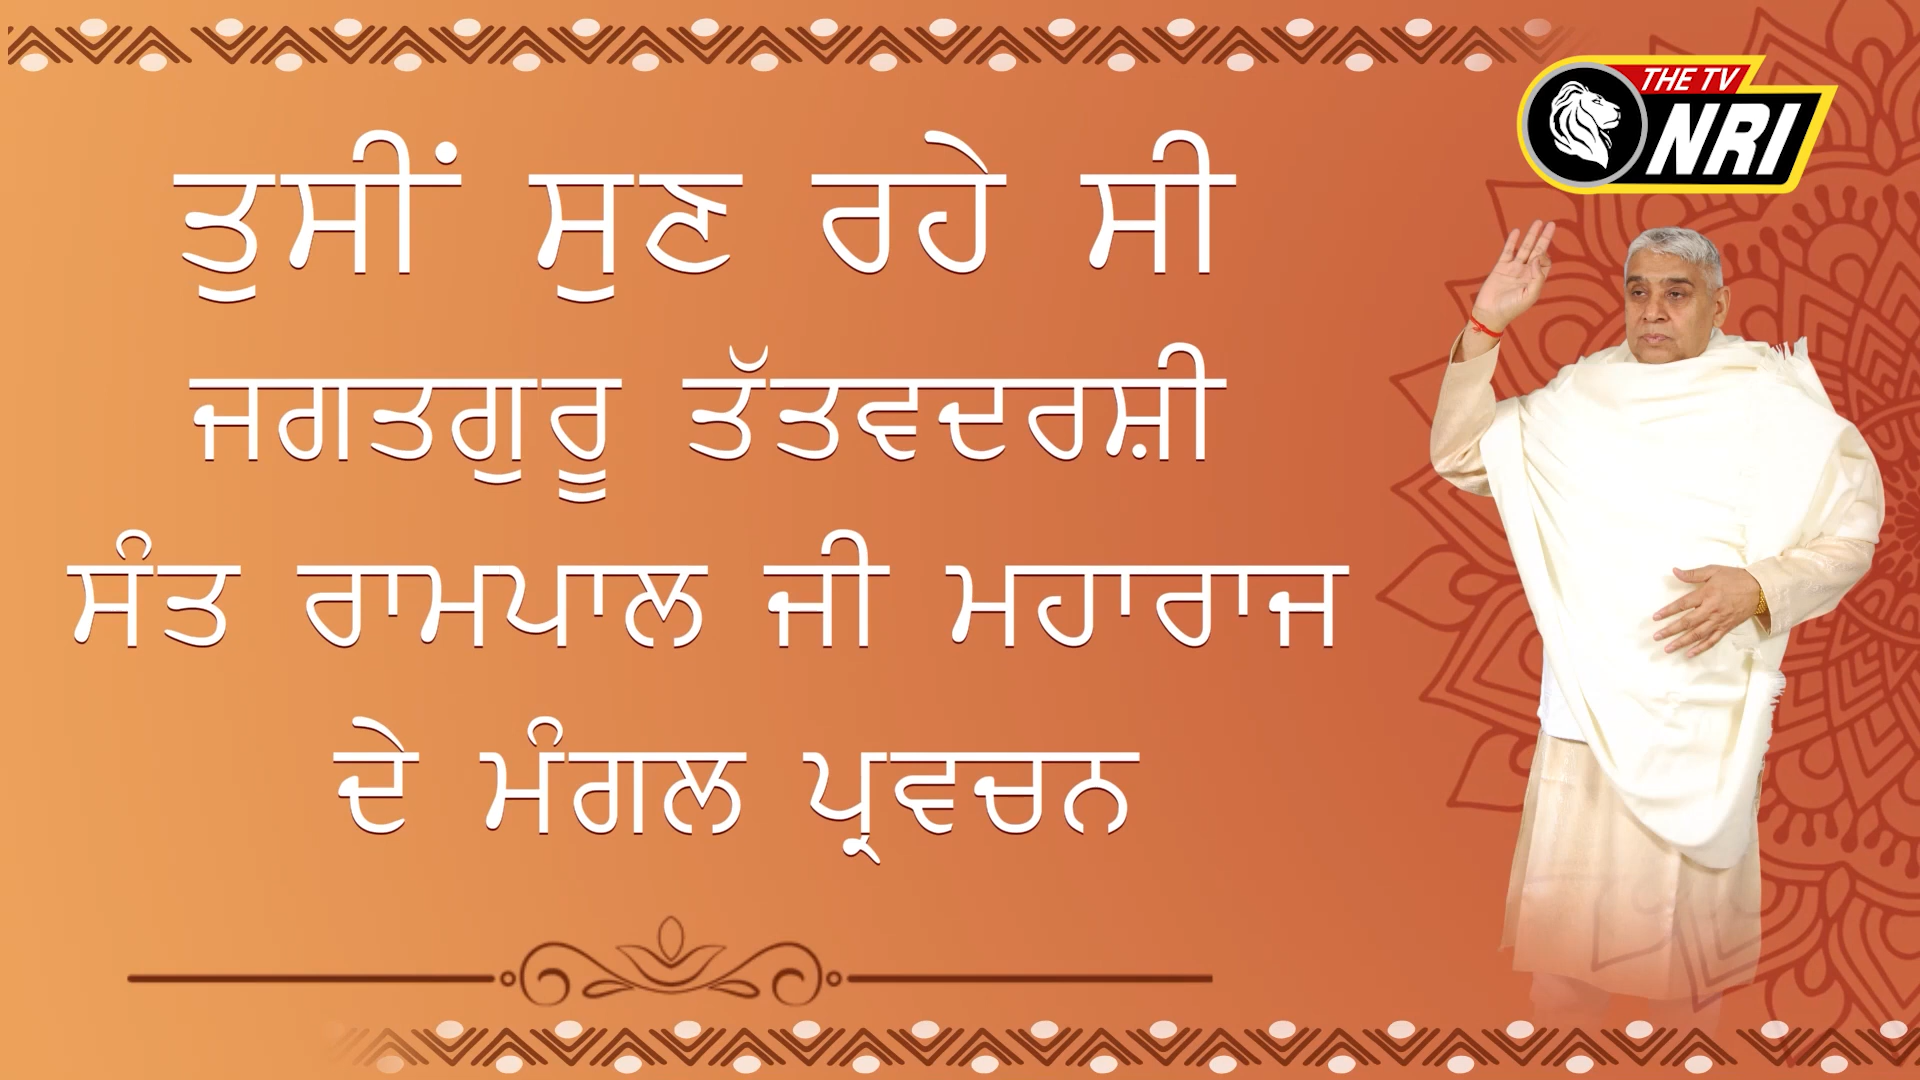 THE TV
NRI
ਤੁਸੀਂ ਸੁਣ ਰਹੇ ਸੀ
ਜਗਤਗੁਰੂ ਤੱਤਵਦਰਸ਼ੀ
ਸੰਤ ਰਾਮਪਾਲ ਜੀ ਮਹਾਰਾਜ
ਦੇ ਮੰਗਲ ਪ੍ਰਵਚਨ